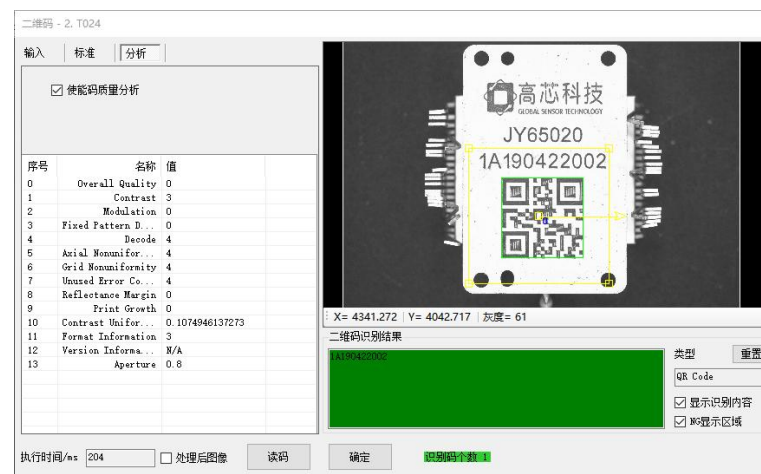 二维码 - 2, T024
输入 标准 分析
使能码质量分析
序号 名称 值
0 Overall Quality 0
1 Contrast 3
2 Modulation 0
3 Fixed Pattern D... 0
4 Decode 4
5 Axial Nonunifor... 4
6 Grid Nonuniformity 4
7 Unused Error Co... 4
8 Reflectance Margin 0
9 Print Growth 0
10 Contrast Unifor... 0.1074946137273
11 Format Information 3
12 Version Informa... N/A
13 Aperture 0.8
执行时间/ms 204 处理后图像 读码
高芯科技
GLOBAL SENSOR TECHNOLOGY
JY65020
1A190422002
X= 4341.272 Y= 4042.717 灰度= 61
二维码识别结果
1A190422002
类型 重置
QR Code
显示识别内容
NG显示区域
确定 识别码个数 1